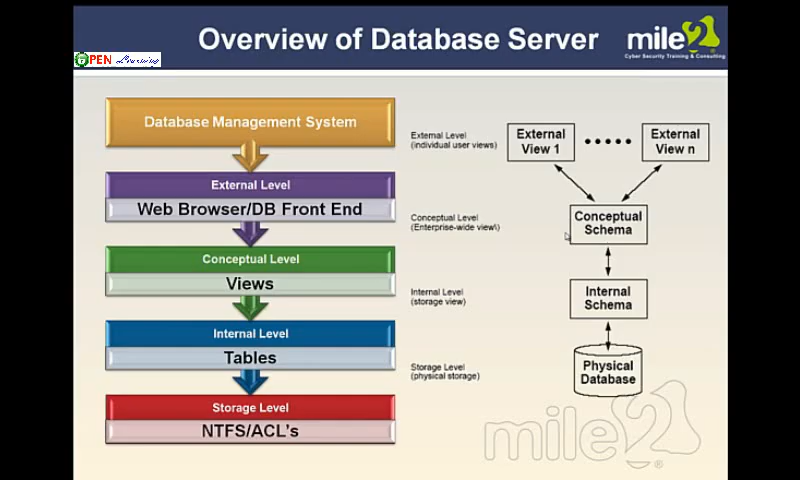 Overview of Database Server
mile2
Cyber Security Training & Consulting
OPEN Learning
Database Management System
External Level
Web Browser/DB Front End
Conceptual Level
Views
Internal Level
Tables
Storage Level
NTFS/ACL's
External Level
(individual user views)
External
View 1
External
View n
Conceptual Level
(Enterprise-wide view\)
Conceptual
Schema
Internal Level
(storage view)
Internal
Schema
Storage Level
(physical storage)
Physical
Database
mile2